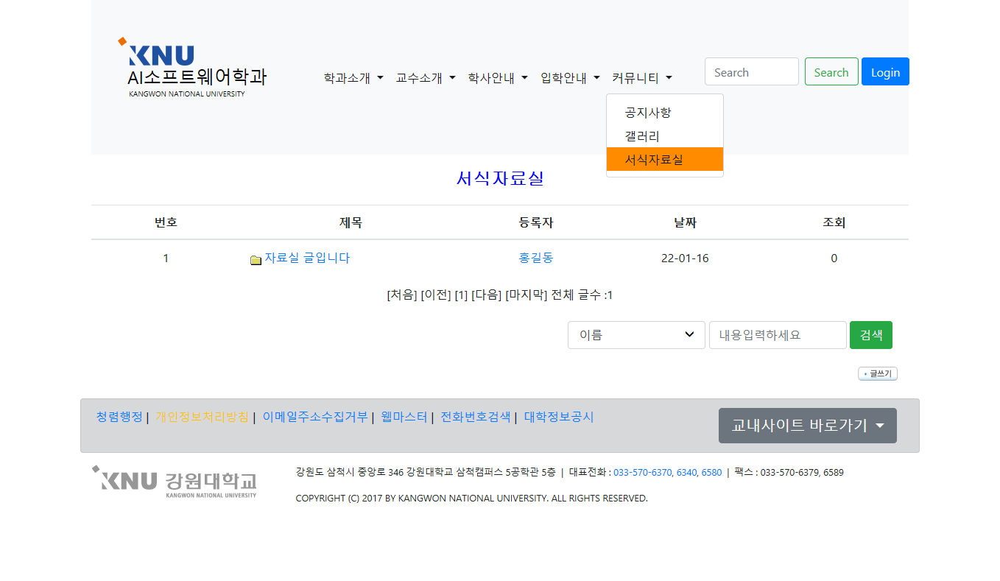 KNU
AI소프트웨어학과
KANGWON NATIONAL UNIVERSITY
학과소개 교수소개 학사안내 입학안내 커뮤니티 Search Search Login
공지사항
갤러리
서식자료실
서식자료실
번호 제목 등록자 날짜 조회
1 자료실 글입니다 홍길동 22-01-16 0
[처음] [이전] [1] [다음] [마지막] 전체 글수 :1
이름 내용입력하세요 검색
글쓰기
청렴행정 | 개인정보처리방침 | 이메일주소수집거부 | 웹마스터 | 전화번호검색 | 대학정보공시 교내사이트 바로가기
KNU 강원대학교
KANGWON NATIONAL UNIVERSITY
강원도 삼척시 중앙로 346 강원대학교 삼척캠퍼스 5공학관 5층 | 대표전화 : 033-570-6370, 6340, 6580 | 팩스 : 033-570-6379, 6589
COPYRIGHT (C) 2017 BY KANGWON NATIONAL UNIVERSITY. ALL RIGHTS RESERVED.